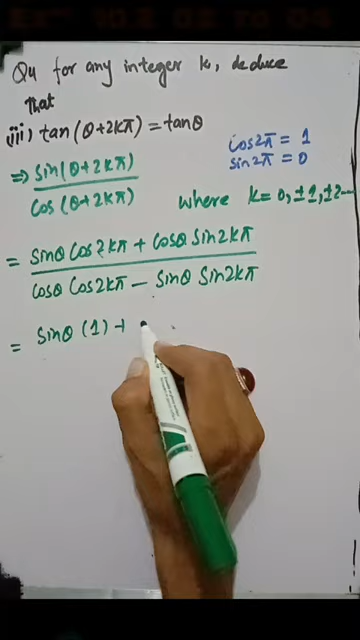 Q4 for any integer k, deduce
that
(iii) tan(θ+2kπ)=tanθ
cos2π = 1
sin2π = 0
=> sin(θ+2kπ)
cos(θ+2kπ)
where k=0,±1,±2--
= sinθ cos2kπ + cosθ sin2kπ
cosθ cos2kπ - sinθ sin2kπ
= sinθ (1) +